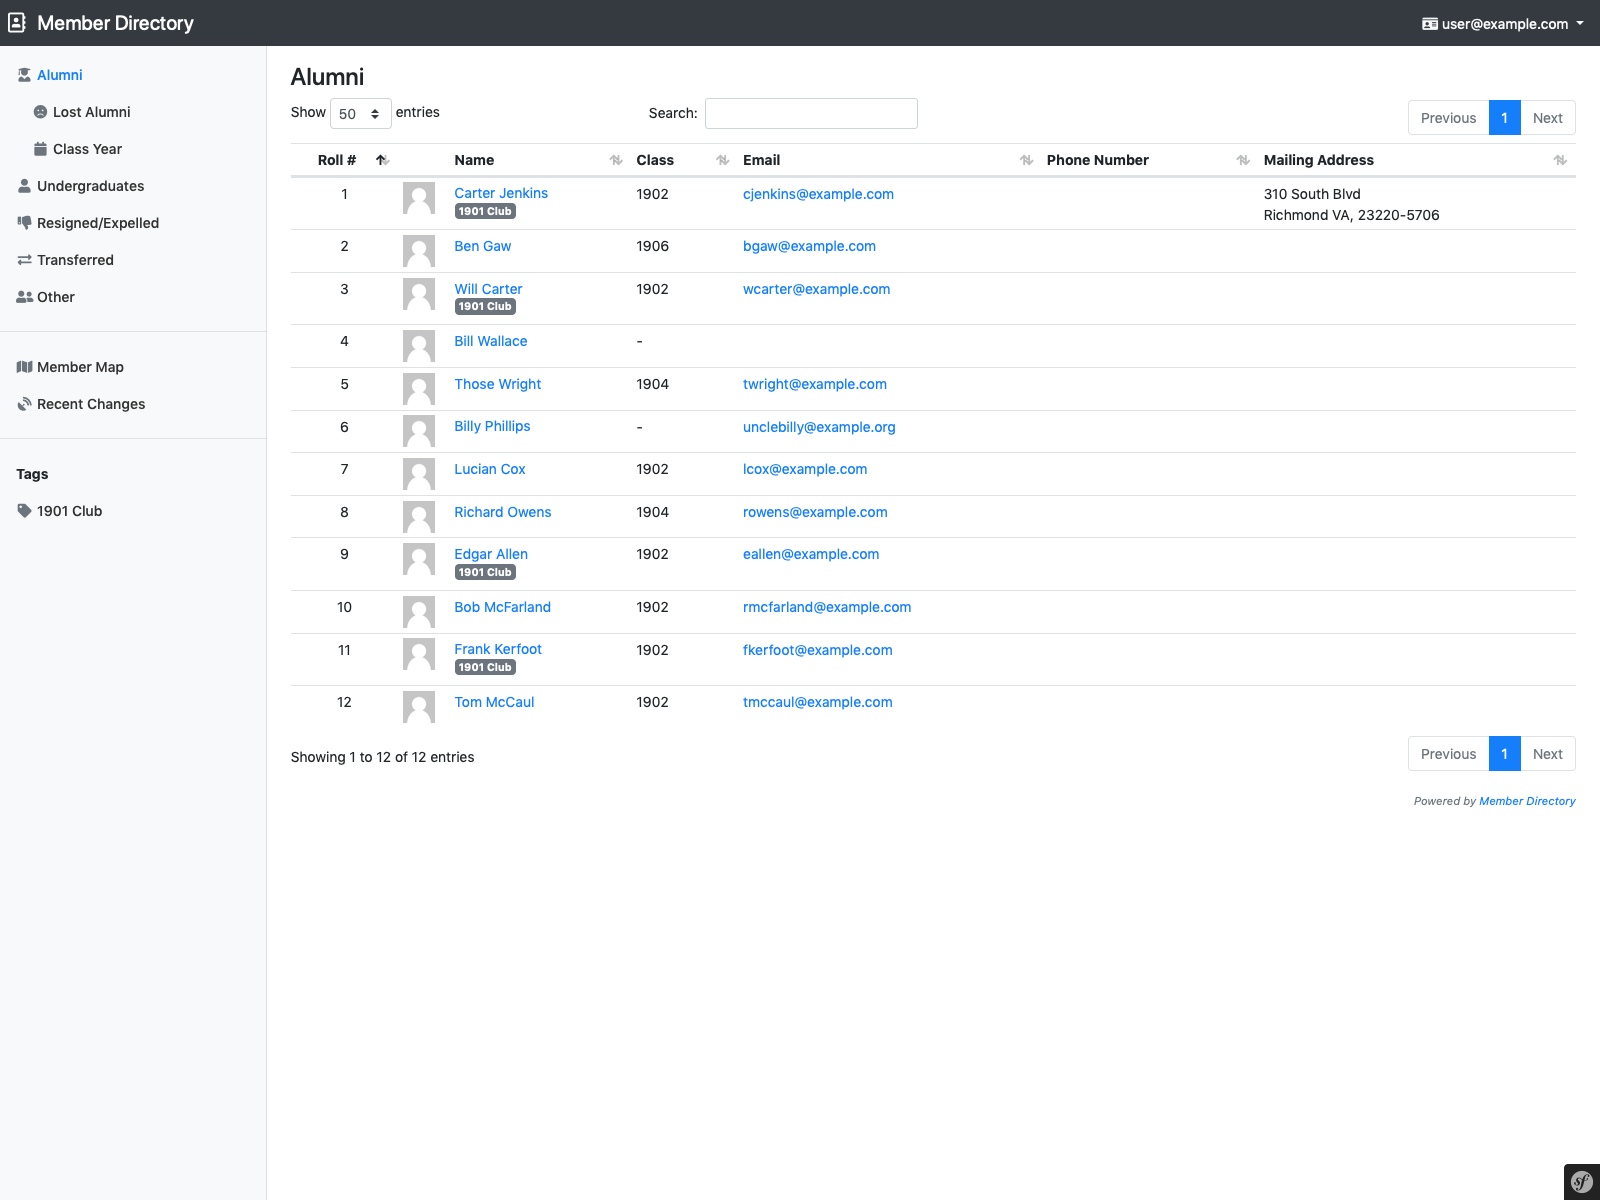 Member Directory
user@example.com
Alumni
Lost Alumni
Class Year
Undergraduates
Resigned/Expelled
Transferred
Other
Member Map
Recent Changes
Tags
1901 Club
Alumni
Show 50 entries
Search:
Previous 1 Next
Roll # Name Class Email Phone Number Mailing Address
1 Carter Jenkins 1902 cjenkins@example.com 310 South Blvd
1901 Club Richmond VA, 23220-5706
2 Ben Gaw 1906 bgaw@example.com
3 Will Carter 1902 wcarter@example.com
1901 Club
4 Bill Wallace -
5 Those Wright 1904 twright@example.com
6 Billy Phillips - unclebilly@example.org
7 Lucian Cox 1902 lcox@example.com
8 Richard Owens 1904 rowens@example.com
9 Edgar Allen 1902 eallen@example.com
1901 Club
10 Bob McFarland 1902 rmcfarland@example.com
11 Frank Kerfoot 1902 fkerfoot@example.com
1901 Club
12 Tom McCaul 1902 tmccaul@example.com
Showing 1 to 12 of 12 entries
Previous 1 Next
Powered by Member Directory
sf